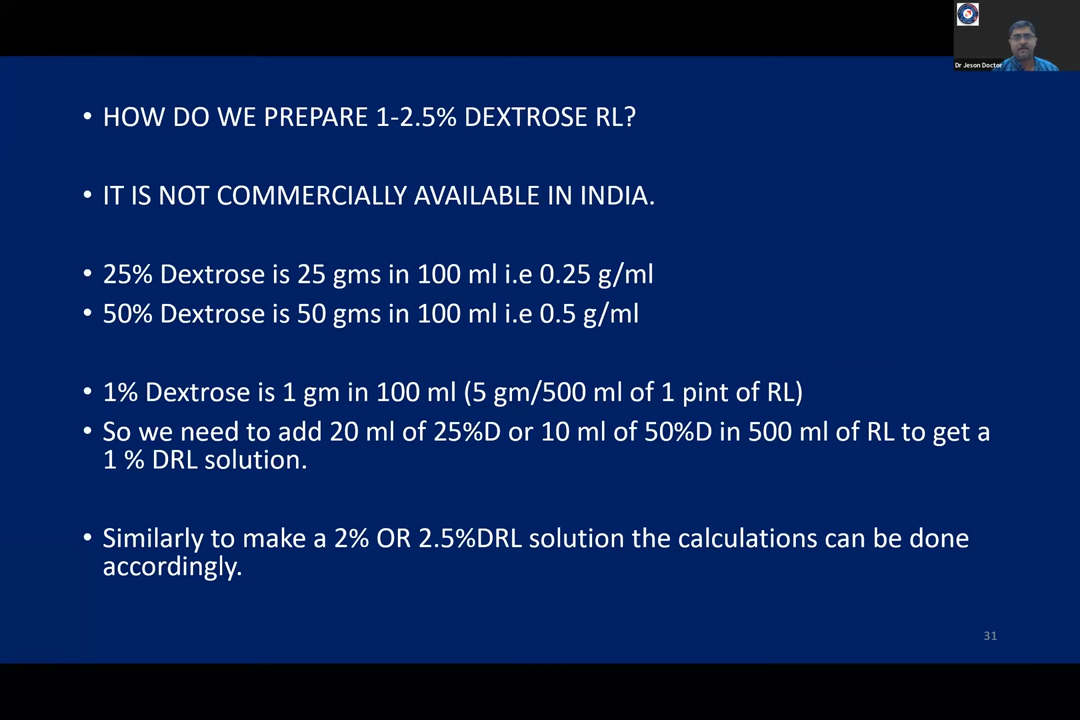 Dr Jeson Doctor
• HOW DO WE PREPARE 1-2.5% DEXTROSE RL?
• IT IS NOT COMMERCIALLY AVAILABLE IN INDIA.
• 25% Dextrose is 25 gms in 100 ml i.e 0.25 g/ml
• 50% Dextrose is 50 gms in 100 ml i.e 0.5 g/ml
• 1% Dextrose is 1 gm in 100 ml (5 gm/500 ml of 1 pint of RL)
• So we need to add 20 ml of 25%D or 10 ml of 50%D in 500 ml of RL to get a
1 % DRL solution.
• Similarly to make a 2% OR 2.5%DRL solution the calculations can be done
accordingly.
31